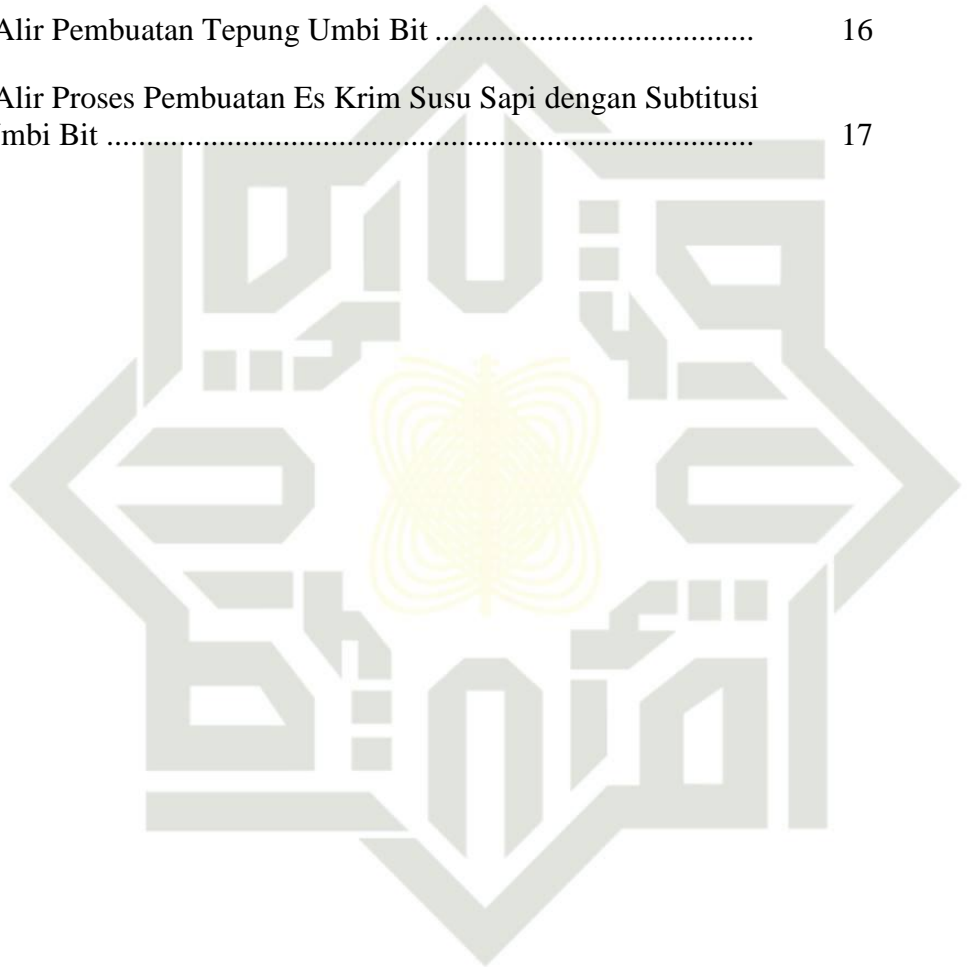 Alir Pembuatan Tepung Umbi Bit ..................................... 16
Alir Proses Pembuatan Es Krim Susu Sapi dengan Subtitusi
mbi Bit ........................................................................... 17